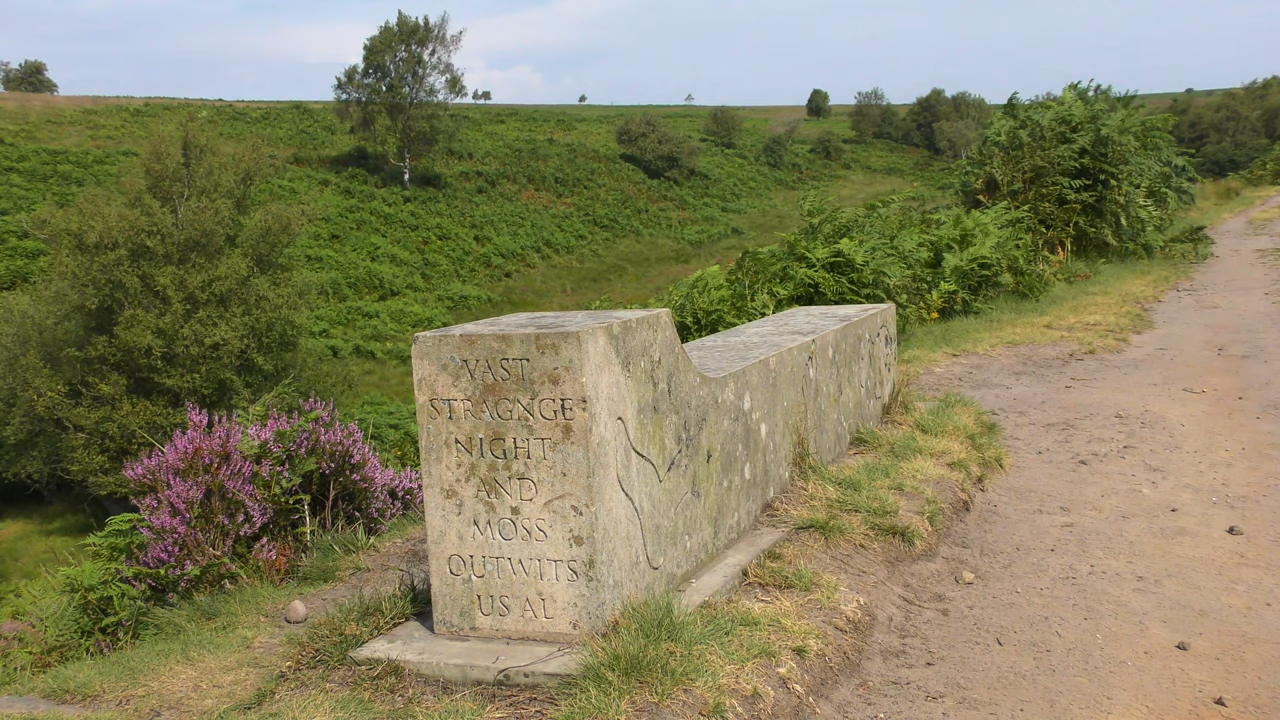 VAST
STRAGNGE
NIGHT
AND
MOSS
OUTWITS
US AL